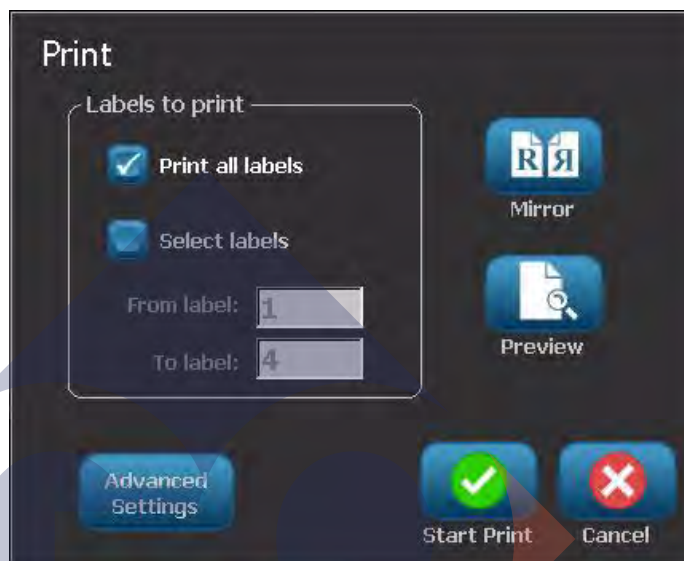 Print
Labels to print
Print all labels
Select labels
From label: 1
To label: 4
R Я
Mirror
Preview
Advanced
Settings
Start Print
Cancel